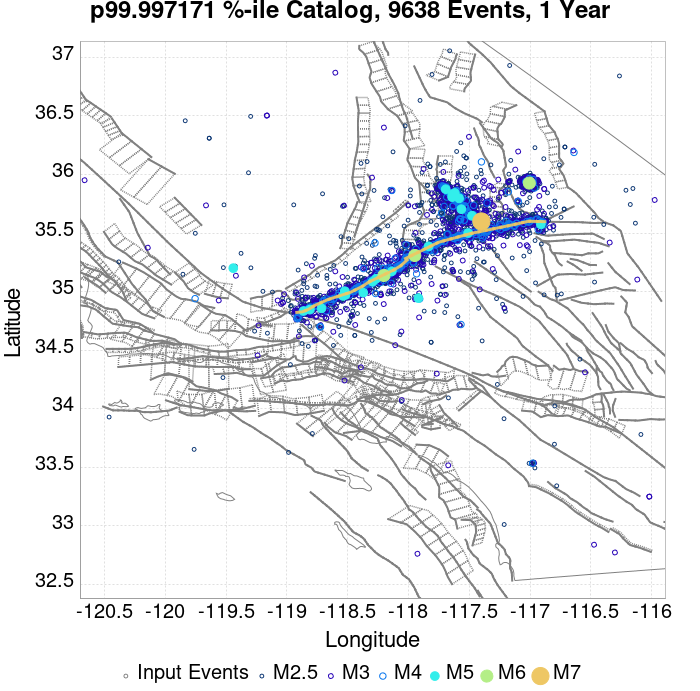 p99.997171 %-ile Catalog, 9638 Events, 1 Year
37
36.5
36
35.5
35
34.5
34
33.5
33
32.5
Latitude
-120.5 -120 -119.5 -119 -118.5 -118 -117.5 -117 -116.5 -116
Longitude
Input Events M2.5 M3 M4 M5 M6 M7